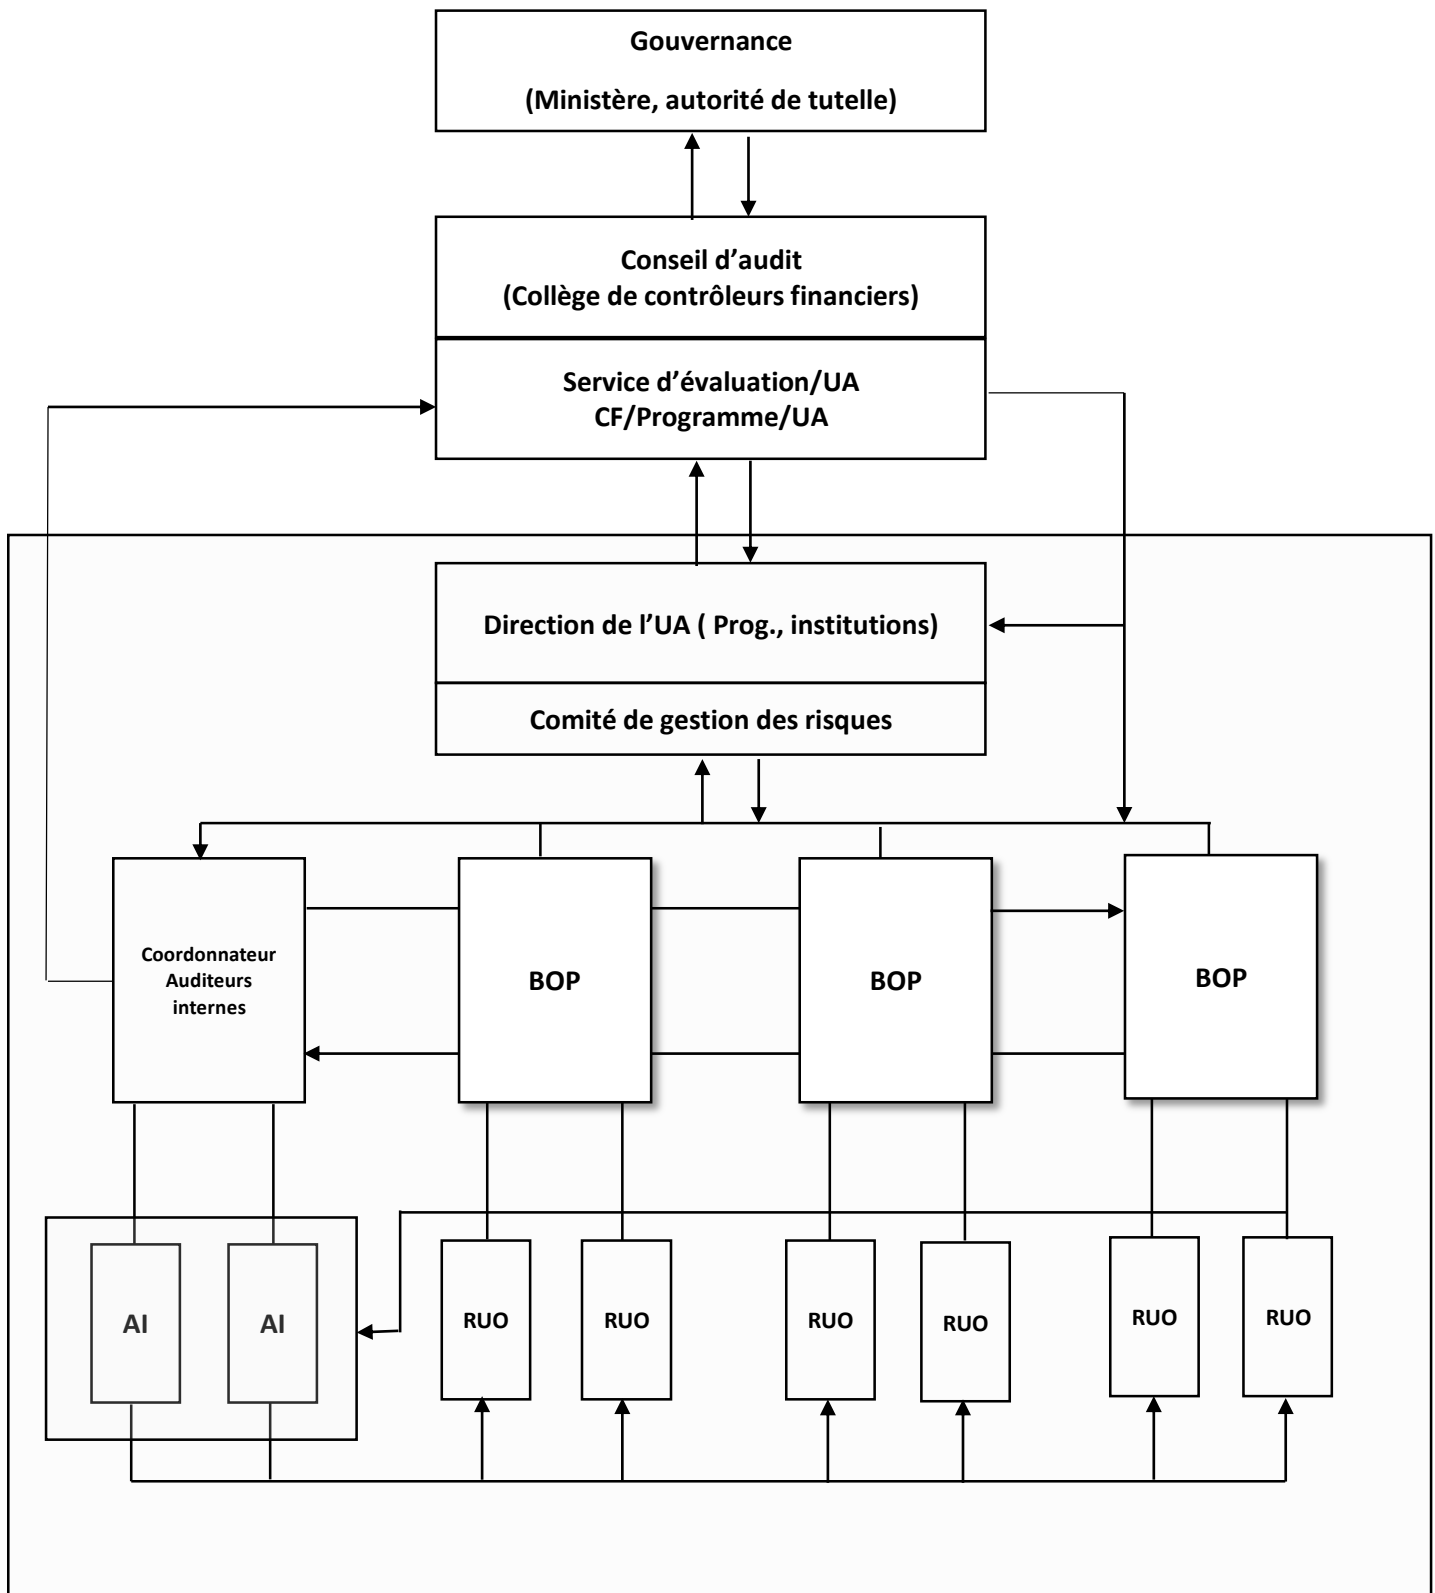 Gouvernance
(Ministère, autorité de tutelle)
Conseil d’audit
(Collège de contrôleurs financiers)
Service d’évaluation/UA
CF/Programme/UA
Direction de l’UA ( Prog., institutions)
Comité de gestion des risques
Coordonnateur
Auditeurs
internes
BOP
BOP
BOP
AI
AI
RUO
RUO
RUO
RUO
RUO
RUO